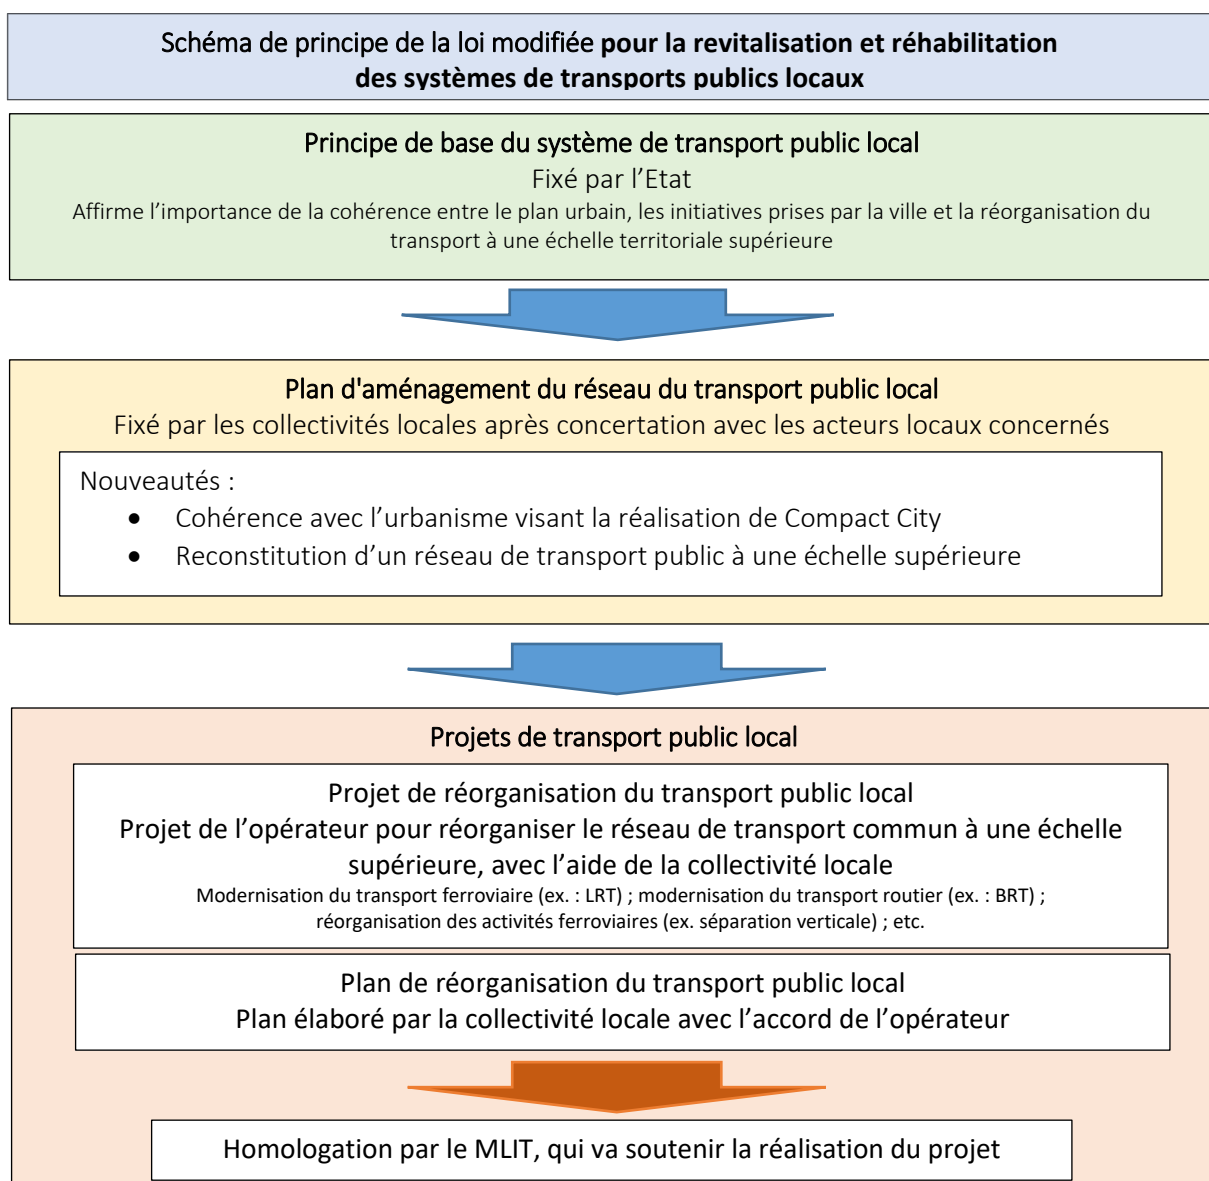 Schéma de principe de la loi modifiée pour la revitalisation et réhabilitation
des systèmes de transports publics locaux
Principe de base du système de transport public local
Fixé par l’Etat
Affirme l’importance de la cohérence entre le plan urbain, les initiatives prises par la ville et la réorganisation du
transport à une échelle territoriale supérieure
Plan d'aménagement du réseau du transport public local
Fixé par les collectivités locales après concertation avec les acteurs locaux concernés
Nouveautés :
• Cohérence avec l’urbanisme visant la réalisation de Compact City
• Reconstitution d’un réseau de transport public à une échelle supérieure
Projets de transport public local
Projet de réorganisation du transport public local
Projet de l’opérateur pour réorganiser le réseau de transport commun à une échelle
supérieure, avec l’aide de la collectivité locale
Modernisation du transport ferroviaire (ex. : LRT) ; modernisation du transport routier (ex. : BRT) ;
réorganisation des activités ferroviaires (ex. séparation verticale) ; etc.
Plan de réorganisation du transport public local
Plan élaboré par la collectivité locale avec l’accord de l’opérateur
Homologation par le MLIT, qui va soutenir la réalisation du projet